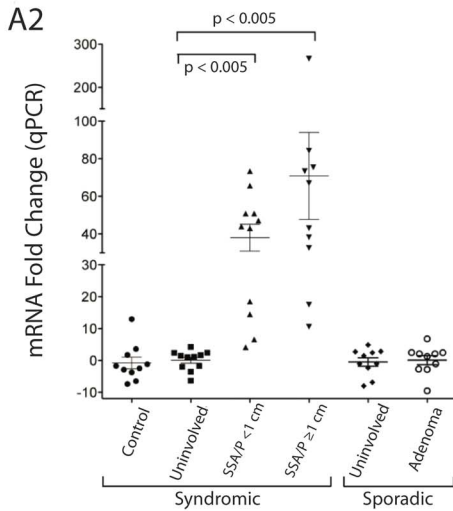 A2
p < 0.005
p < 0.005
mRNA Fold Change (qPCR)
300
200
100
80
60
40
30
20
10
0
-10
Control
Uninvolved
SSA/P <1 cm
SSA/P ≥1 cm
Uninvolved
Adenoma
Syndromic
Sporadic